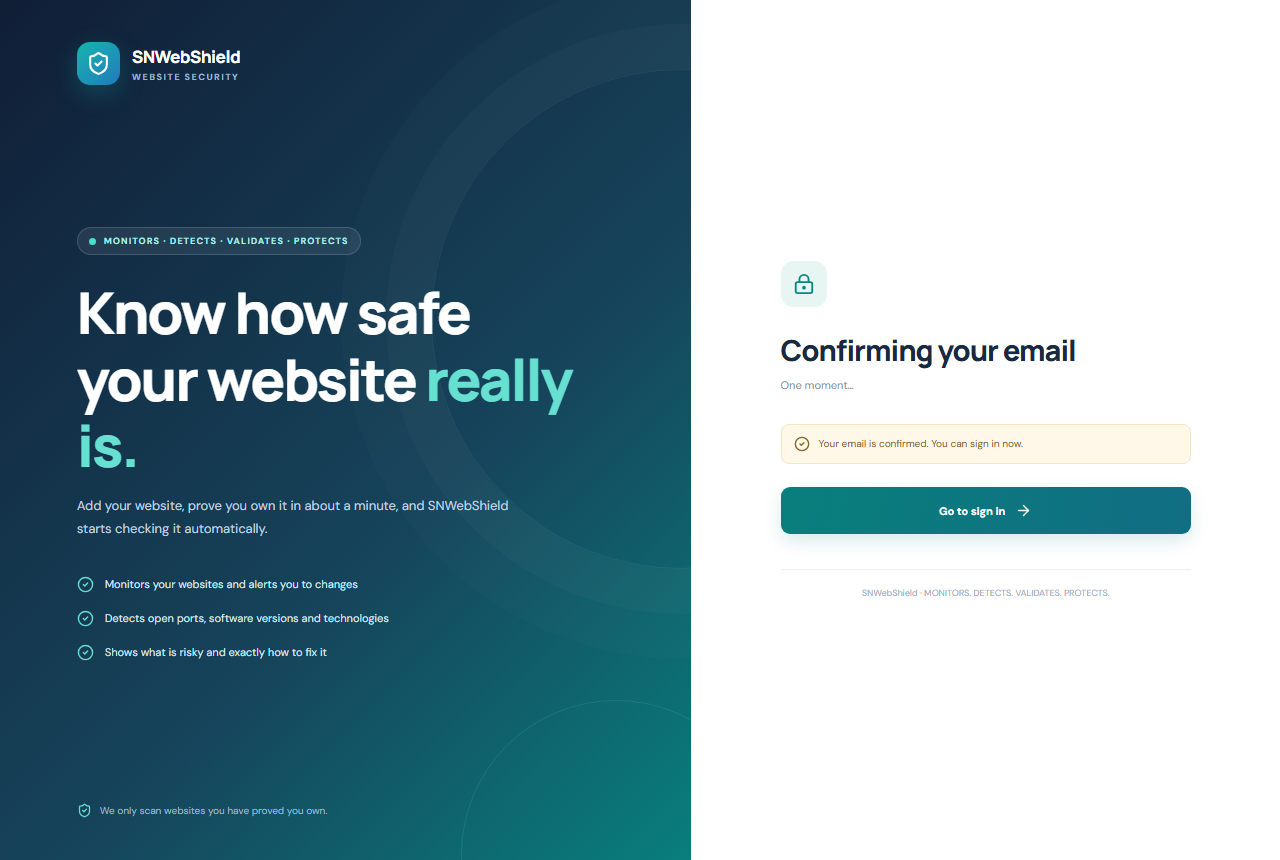 SNWebShield
WEBSITE SECURITY
MONITORS · DETECTS · VALIDATES · PROTECTS
Know how safe
your website really
is.
Add your website, prove you own it in about a minute, and SNWebShield
starts checking it automatically.
Monitors your websites and alerts you to changes
Detects open ports, software versions and technologies
Shows what is risky and exactly how to fix it
We only scan websites you have proved you own.
Confirming your email
One moment…
Your email is confirmed. You can sign in now.
Go to sign in
SNWebShield · MONITORS. DETECTS. VALIDATES. PROTECTS.